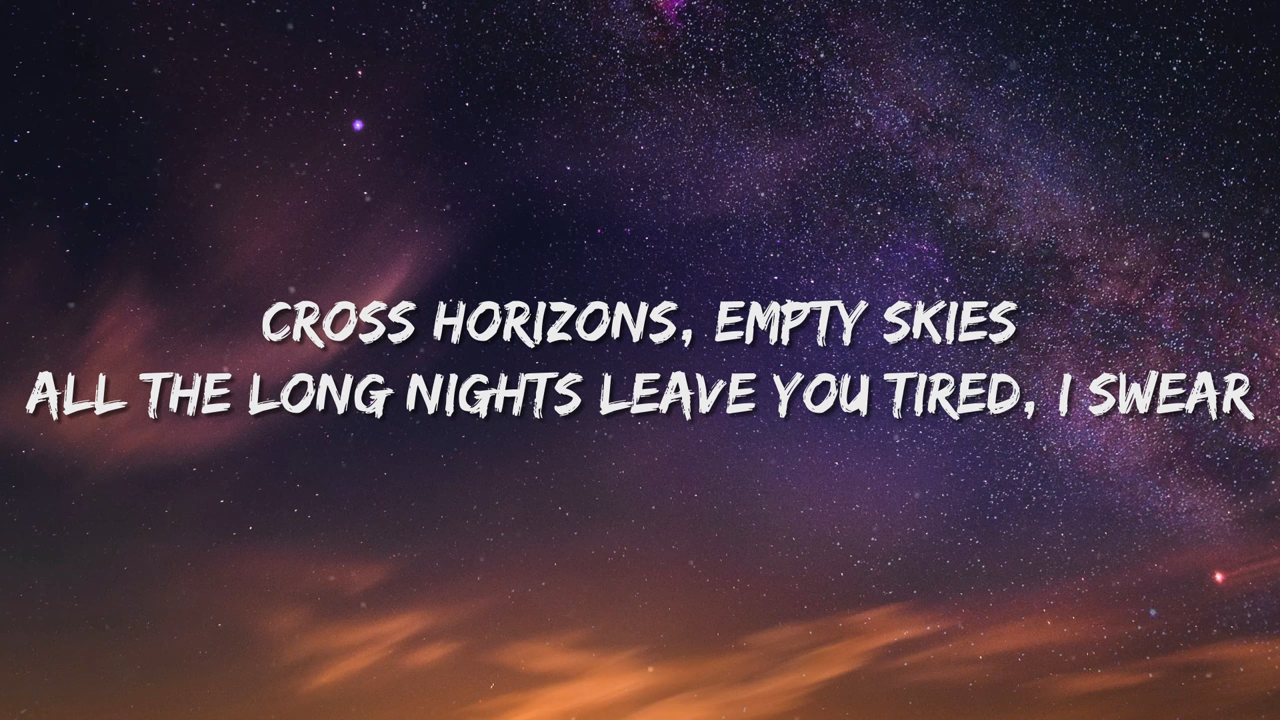 CROSS HORIZONS, EMPTY SKIES
ALL THE LONG NIGHTS LEAVE YOU TIRED, I SWEAR